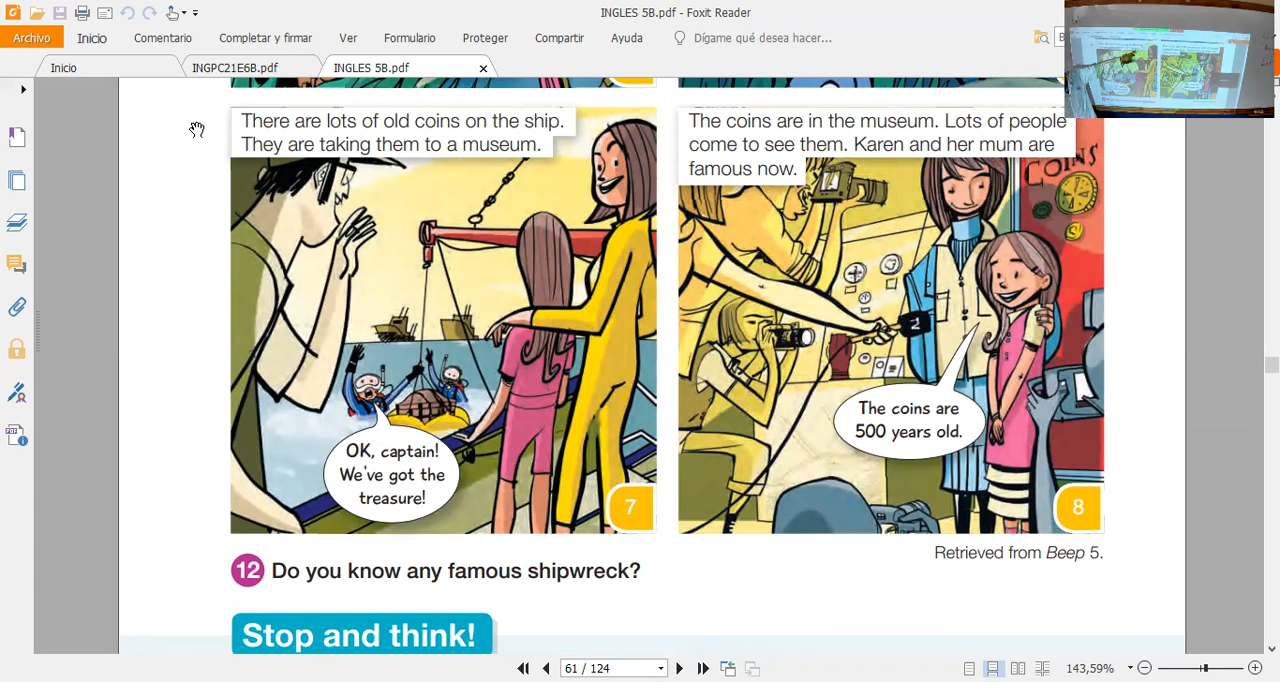 INGLES 5B.pdf - Foxit Reader
Archivo
Inicio
Comentario
Completar y firmar
Ver
Formulario
Proteger
Compartir
Ayuda
Dígame qué desea hacer...
Inicio
INGPC21E6B.pdf
INGLES 5B.pdf
There are lots of old coins on the ship.
They are taking them to a museum.
OK, captain!
We've got the
treasure!
7
The coins are in the museum. Lots of people
come to see them. Karen and her mum are
famous now.
COINS
2
The coins are
500 years old.
8
Retrieved from Beep 5.
12 Do you know any famous shipwreck?
Stop and think!
61 / 124
143,59%